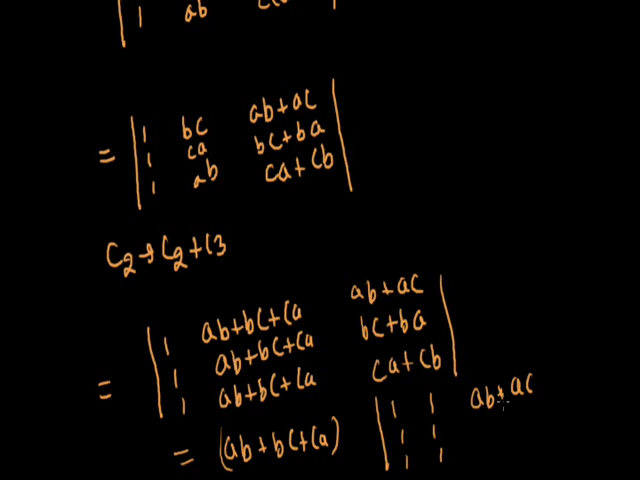 1 ab
1 bc ab+ac
= 1 ca bc+ba
1 ab ca+cb
C2→C2+C3
1 ab+bc+ca ab+ac
1 ab+bc+ca bc+ba
= 1 ab+bc+ca ca+cb
= (ab+bc+ca) 1 1 ab+ac
1 1
1 1